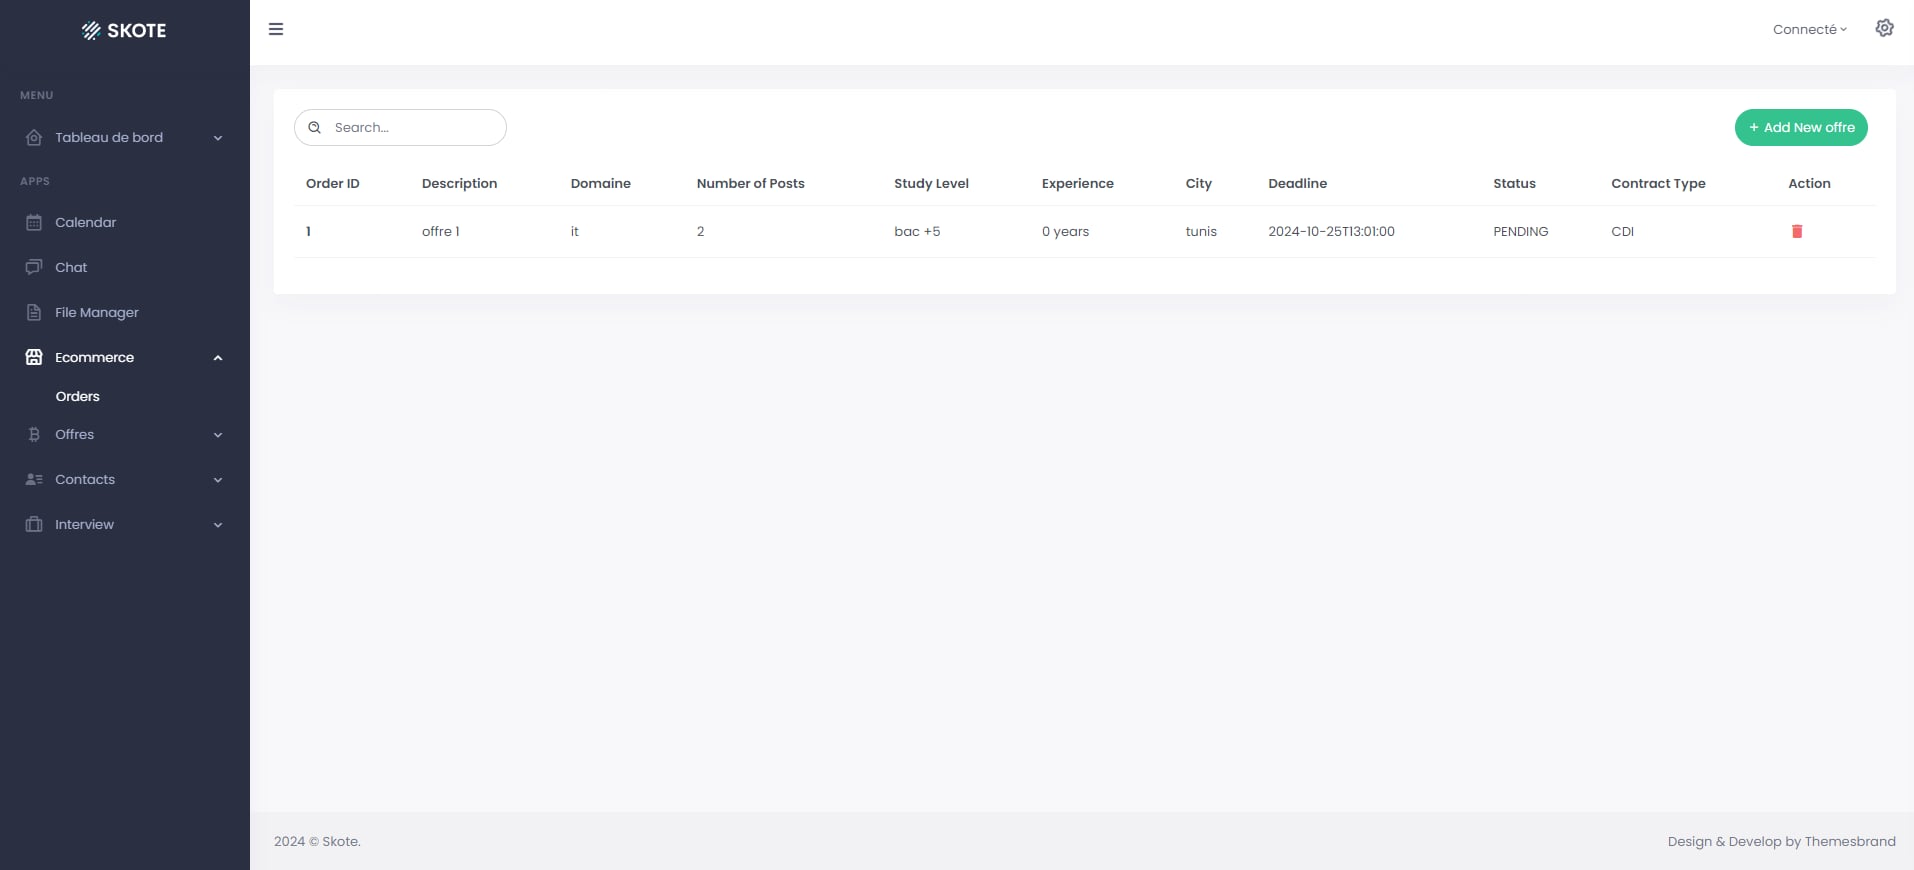 SKOTE
Connecté
MENU
Tableau de bord
APPS
Calendar
Chat
File Manager
Ecommerce
Orders
Offres
Contacts
Interview
Search...
+ Add New offre
Order ID Description Domaine Number of Posts Study Level Experience City Deadline Status Contract Type Action
1 offre 1 it 2 bac +5 0 years tunis 2024-10-25T13:01:00 PENDING CDI
2024 © Skote.
Design & Develop by Themesbrand